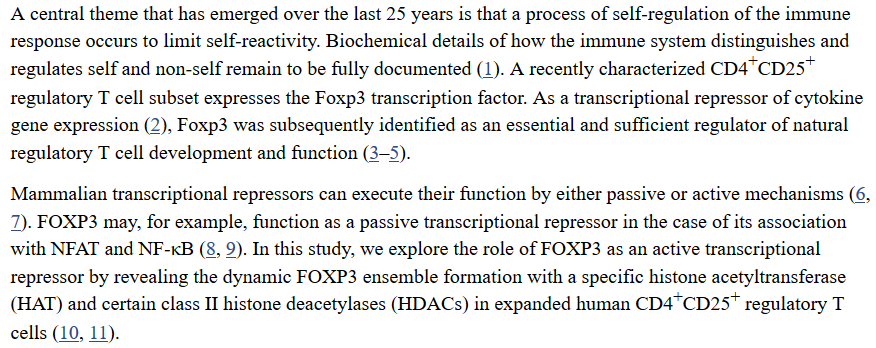 A central theme that has emerged over the last 25 years is that a process of self-regulation of the immune
response occurs to limit self-reactivity. Biochemical details of how the immune system distinguishes and
regulates self and non-self remain to be fully documented (1). A recently characterized CD4⁺CD25⁺
regulatory T cell subset expresses the Foxp3 transcription factor. As a transcriptional repressor of cytokine
gene expression (2), Foxp3 was subsequently identified as an essential and sufficient regulator of natural
regulatory T cell development and function (3–5).
Mammalian transcriptional repressors can execute their function by either passive or active mechanisms (6,
7). FOXP3 may, for example, function as a passive transcriptional repressor in the case of its association
with NFAT and NF-κB (8, 9). In this study, we explore the role of FOXP3 as an active transcriptional
repressor by revealing the dynamic FOXP3 ensemble formation with a specific histone acetyltransferase
(HAT) and certain class II histone deacetylases (HDACs) in expanded human CD4⁺CD25⁺ regulatory T
cells (10, 11).